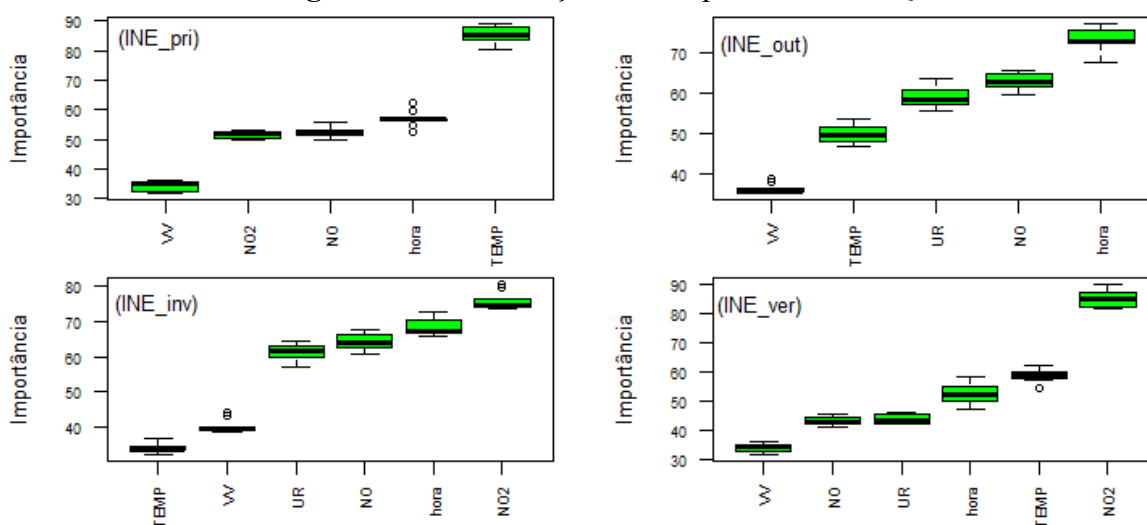 (INE_pri)
Importância
90
80
70
60
50
40
30
VV
NO2
NO
hora
TEMP
(INE_out)
Importância
70
60
50
40
VV
TEMP
UR
NO
hora
(INE_inv)
Importância
80
70
60
50
40
TEMP
VV
UR
NO
hora
NO2
(INE_ver)
Importância
90
80
70
60
50
40
30
VV
NO
UR
hora
TEMP
NO2